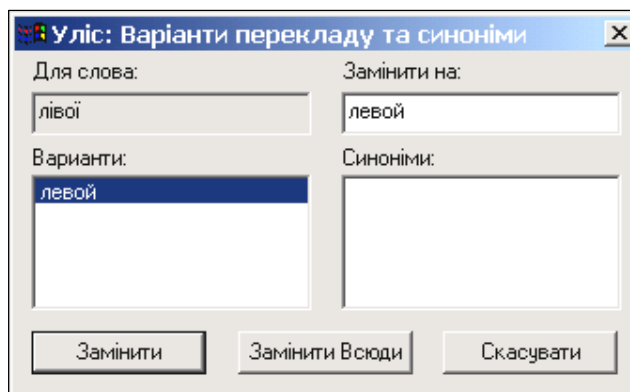 Уліс: Варіанти перекладу та синоніми
Для слова:
Замінити на:
лівої
левой
Варианти:
Синоніми:
левой
Замінити
Замінити Всюди
Скасувати